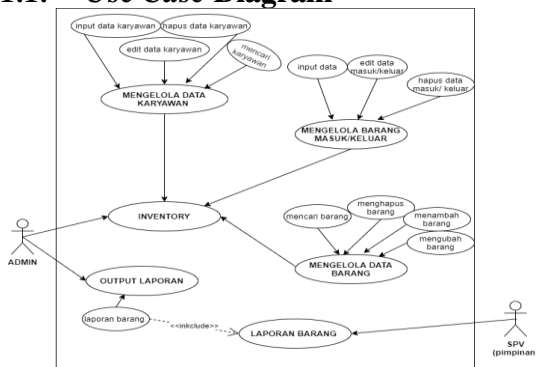 1.1. Use Case Diagram
input data karyawan
hapus data karyawan
edit data karyawan
mencari
karyawan
MENGELOLA DATA
KARYAWAN
input data
edit data
masuk/keluar
hapus data
masuk/ keluar
MENGELOLA BARANG
MASUK/KELUAR
INVENTORY
mencari barang
menghapus
barang
menambah
barang
mengubah
barang
MENGELOLA DATA
BARANG
ADMIN
OUTPUT LAPORAN
laporan barang
<<inkclude>>
LAPORAN BARANG
SPV
(pimpinan